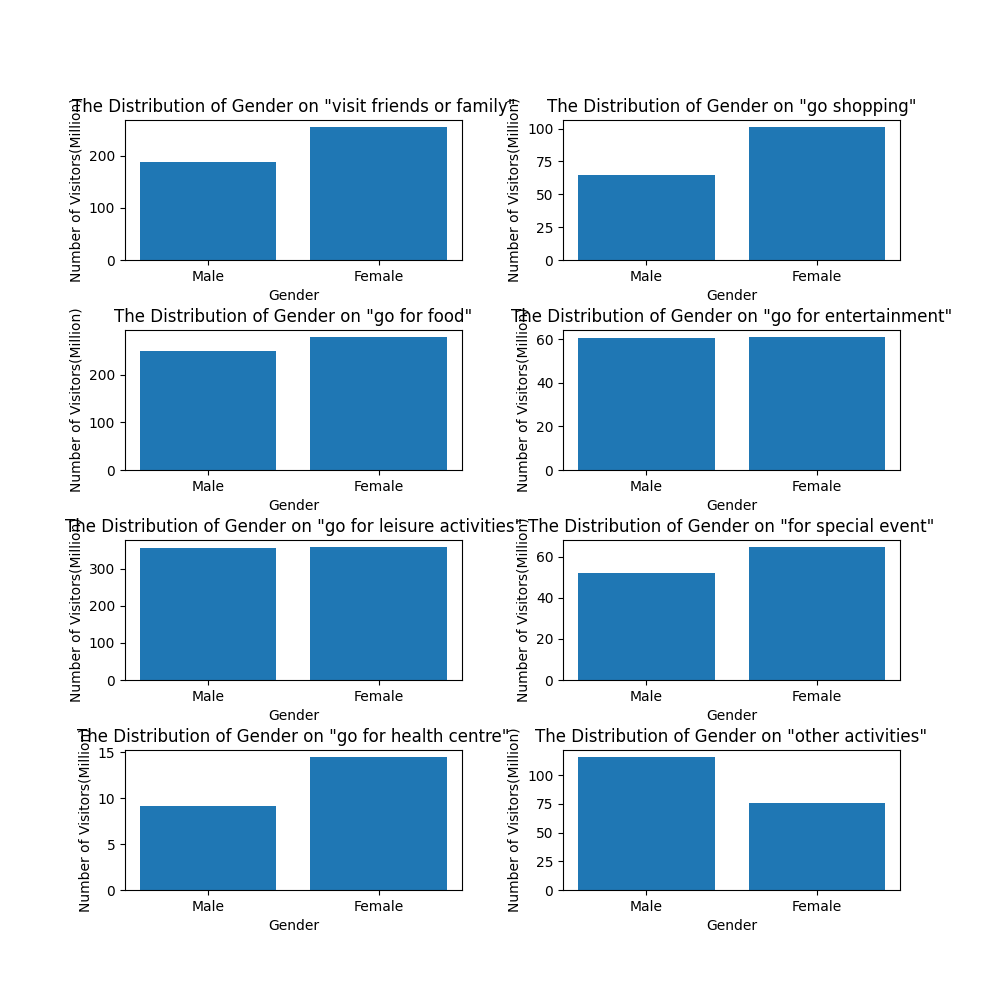 The Distribution of Gender on "visit friends or family"
Number of Visitors(Million)
200
100
0
Male
Female
Gender
The Distribution of Gender on "go shopping"
Number of Visitors(Million)
100
75
50
25
0
Male
Female
Gender
The Distribution of Gender on "go for food"
Number of Visitors(Million)
200
100
0
Male
Female
Gender
The Distribution of Gender on "go for entertainment"
Number of Visitors(Million)
60
40
20
0
Male
Female
Gender
The Distribution of Gender on "go for leisure activities"
Number of Visitors(Million)
300
200
100
0
Male
Female
Gender
The Distribution of Gender on "for special event"
Number of Visitors(Million)
60
40
20
0
Male
Female
Gender
The Distribution of Gender on "go for health centre"
Number of Visitors(Million)
15
10
5
0
Male
Female
Gender
The Distribution of Gender on "other activities"
Number of Visitors(Million)
100
75
50
25
0
Male
Female
Gender